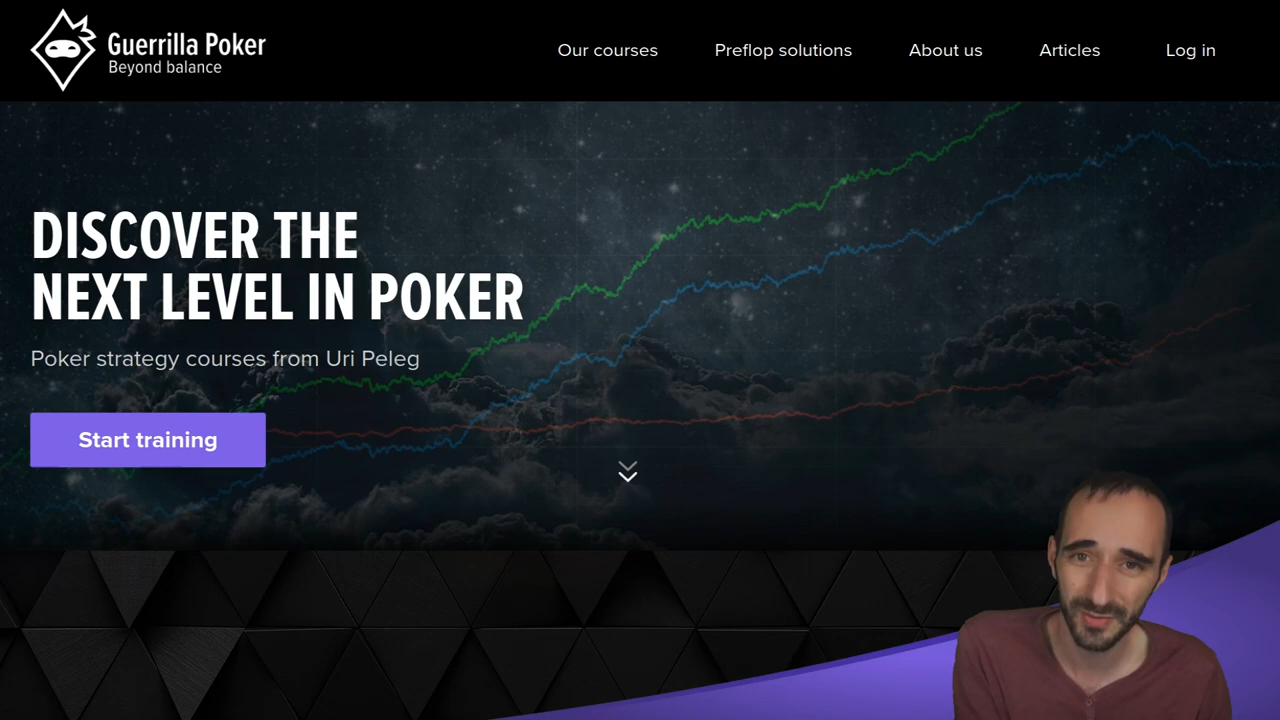 Guerrilla Poker
Beyond balance
Our courses
Preflop solutions
About us
Articles
Log in
DISCOVER THE
NEXT LEVEL IN POKER
Poker strategy courses from Uri Peleg
Start training